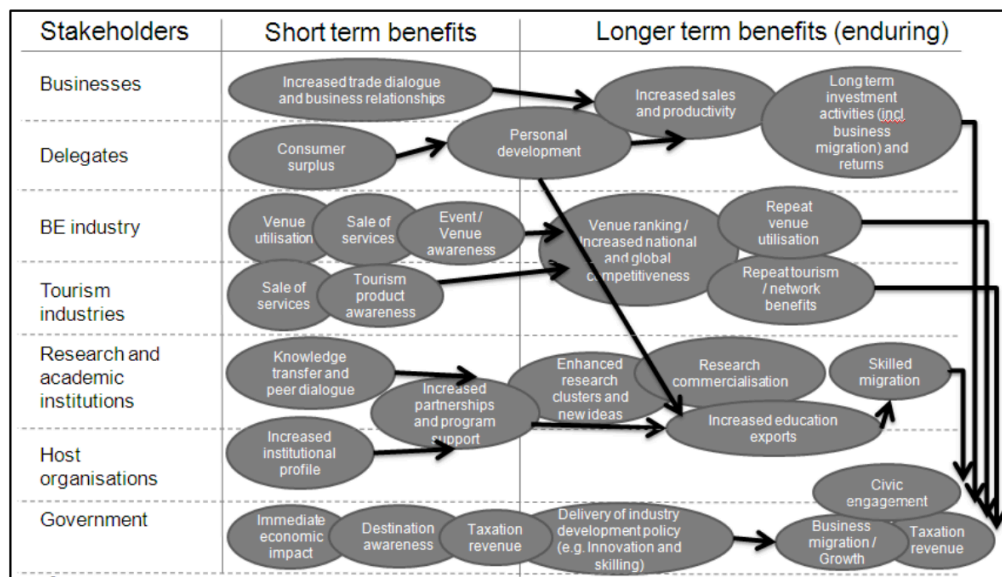 Stakeholders
Short term benefits
Longer term benefits (enduring)
Businesses
Increased trade dialogue
and business relationships
Increased sales
and productivity
Long term
investment
activities (incl
business
migration) and
returns
Delegates
Consumer
surplus
Personal
development
BE industry
Venue
utilisation
Sale of
services
Event /
Venue
awareness
Venue ranking /
Increased national
and global
competitiveness
Repeat
venue
utilisation
Tourism
industries
Sale of
services
Tourism
product
awareness
Repeat tourism
/ network
benefits
Research and
academic
institutions
Knowledge
transfer and
peer dialogue
Increased
partnerships
and program
support
Enhanced
research
clusters and
new ideas
Research
commercialisation
Skilled
migration
Increased education
exports
Host
organisations
Increased
institutional
profile
Civic
engagement
Government
Immediate
economic
impact
Destination
awareness
Taxation
revenue
Delivery of industry
development policy
(e.g. Innovation and
skilling)
Business
migration /
Growth
Taxation
revenue